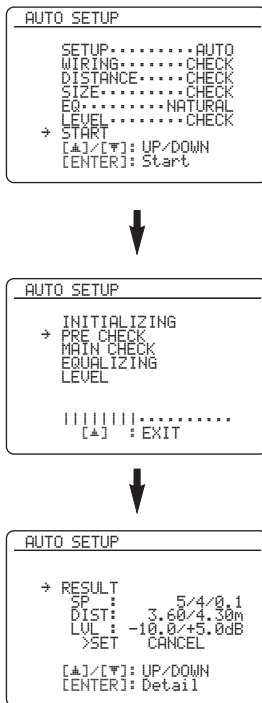 AUTO SETUP
SETUP·········AUTO
WIRING·······CHECK
DISTANCE·····CHECK
SIZE·········CHECK
EQ·········NATURAL
LEVEL········CHECK
→ START
[▲]/[▼]: UP/DOWN
[ENTER]: Start
AUTO SETUP
INITIALIZING
→ PRE CHECK
MAIN CHECK
EQUALIZING
LEVEL
||||||||··········
[▲] : EXIT
AUTO SETUP
→ RESULT
SP : 5/4/0.1
DIST: 3.60/4.30m
LVL : -10.0/+5.0dB
>SET CANCEL
[▲]/[▼]: UP/DOWN
[ENTER]: Detail